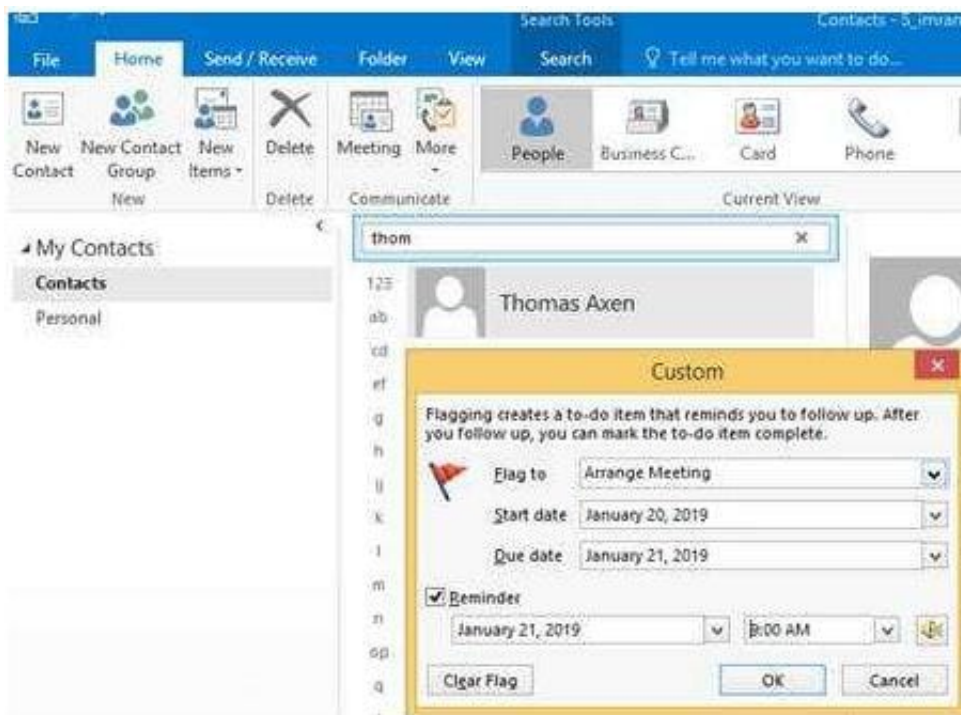 Search Tools
Contacts - 5_imran
File Home Send / Receive Folder View Search Tell me what you want to do...
New Contact
New Contact Group
New Items
Delete
Meeting
More
People
Business C...
Card
Phone
New
Delete
Communicate
Current View
My Contacts
Contacts
Personal
thom
123
ab
cd
ef
g
h
ij
k
l
m
n
op
q
Thomas Axen
Custom
Flagging creates a to-do item that reminds you to follow up. After
you follow up, you can mark the to-do item complete.
Flag to Arrange Meeting
Start date January 20, 2019
Due date January 21, 2019
Reminder
January 21, 2019 9:00 AM
Clear Flag OK Cancel